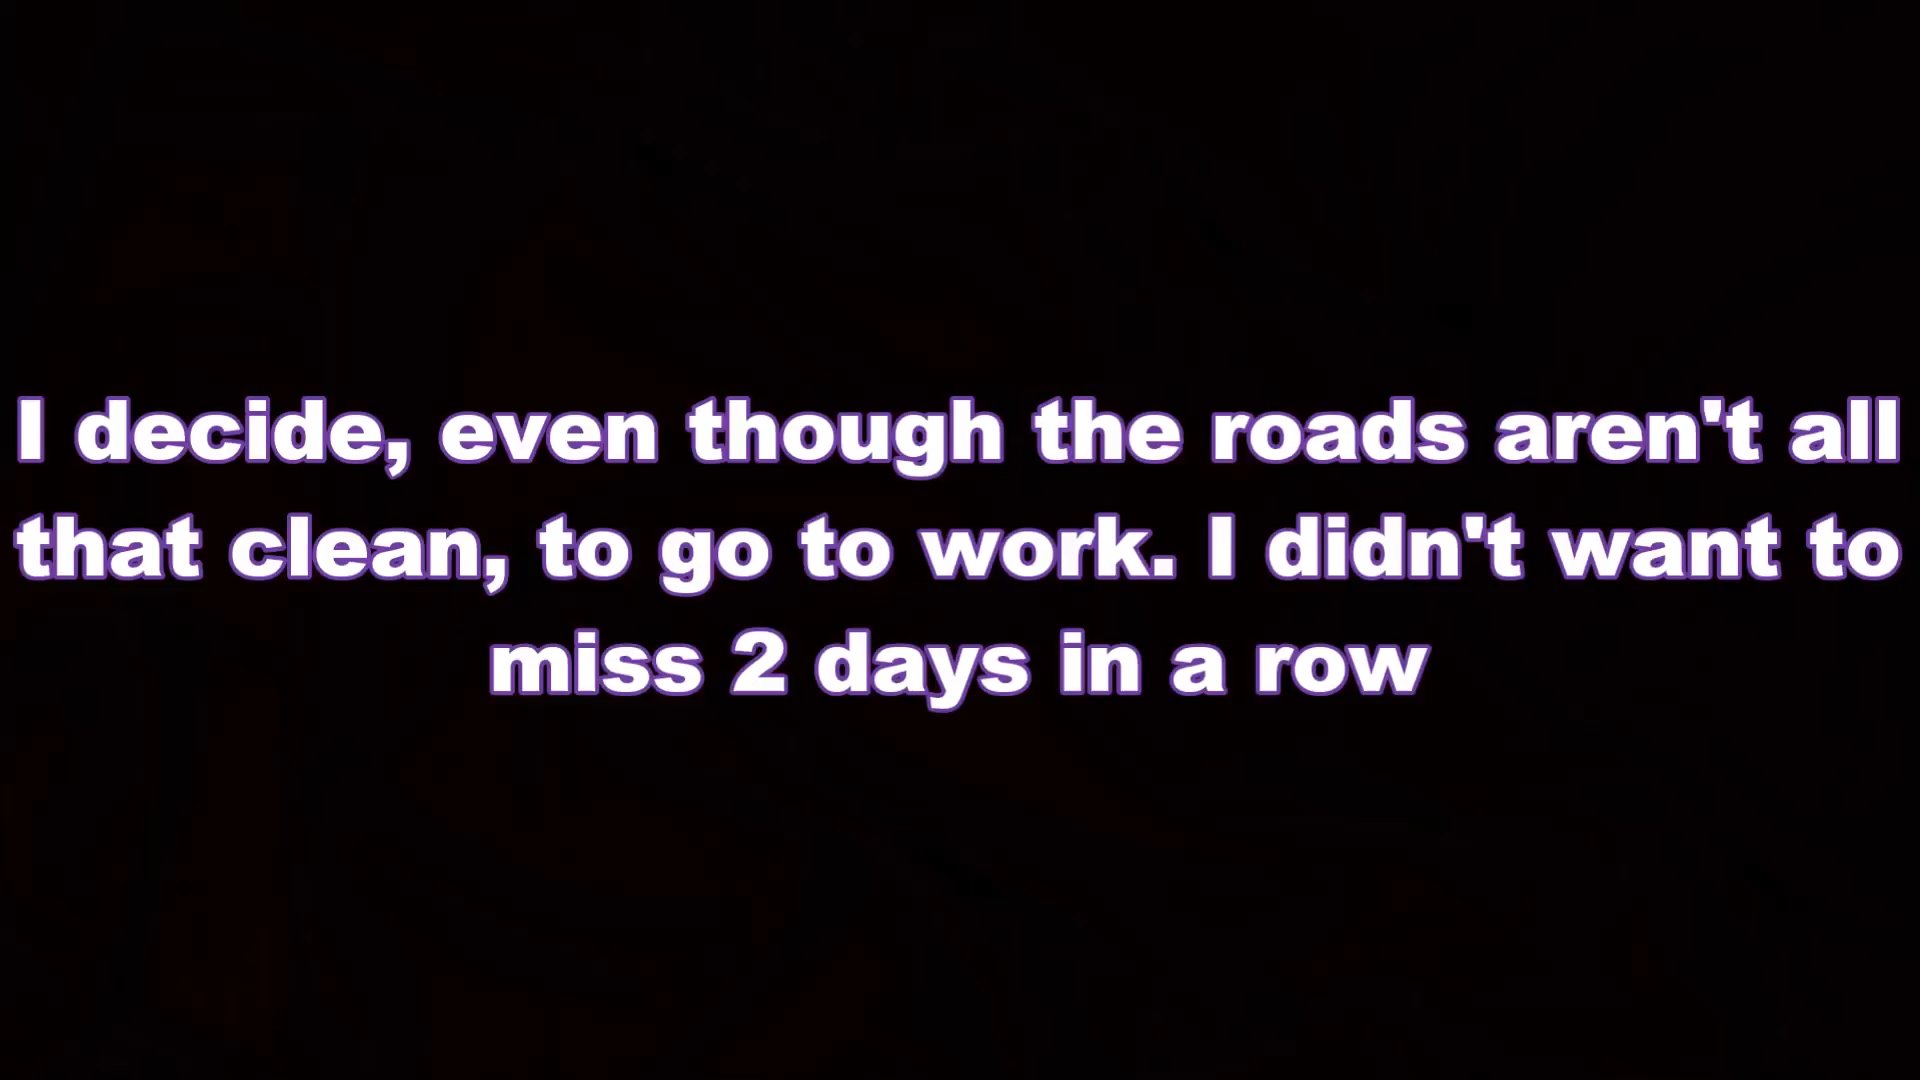 I decide, even though the roads aren't all
that clean, to go to work. I didn't want to
miss 2 days in a row